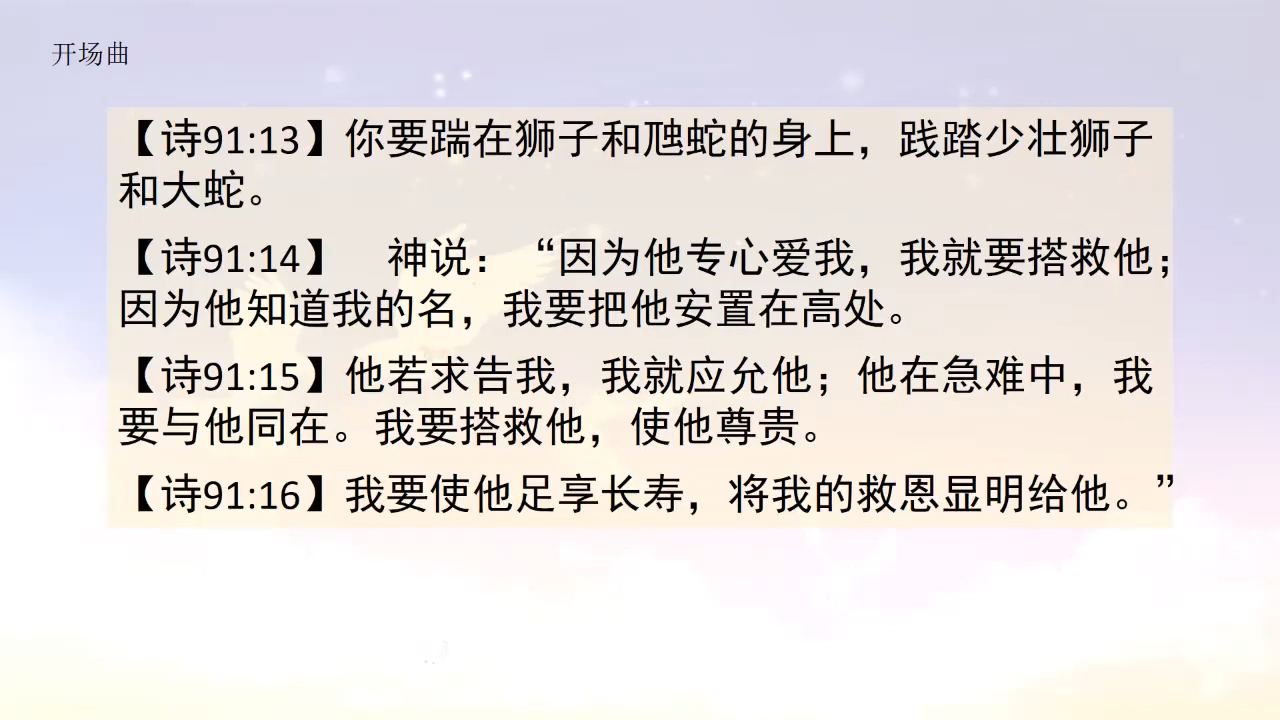 开场曲
【诗91:13】你要踹在狮子和虺蛇的身上，践踏少壮狮子
和大蛇。
【诗91:14】　神说：“因为他专心爱我，我就要搭救他；
因为他知道我的名，我要把他安置在高处。
【诗91:15】他若求告我，我就应允他；他在急难中，我
要与他同在。我要搭救他，使他尊贵。
【诗91:16】我要使他足享长寿，将我的救恩显明给他。”